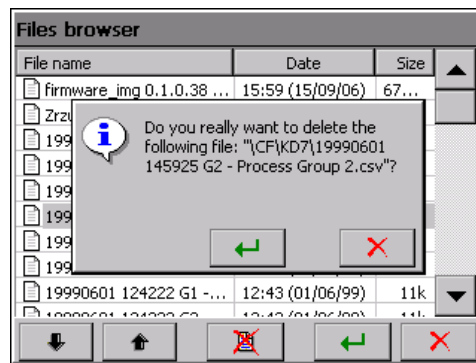 Files browser
File name Date Size
firmware_img 0.1.0.38 ... 15:59 (15/09/06) 67...
Zrzu
199
199
199
199
199
199
Do you really want to delete the
following file: "\CF\KD7\19990601
145925 G2 - Process Group 2.csv"?
19990601 124222 G1 -... 12:43 (01/06/99) 11k